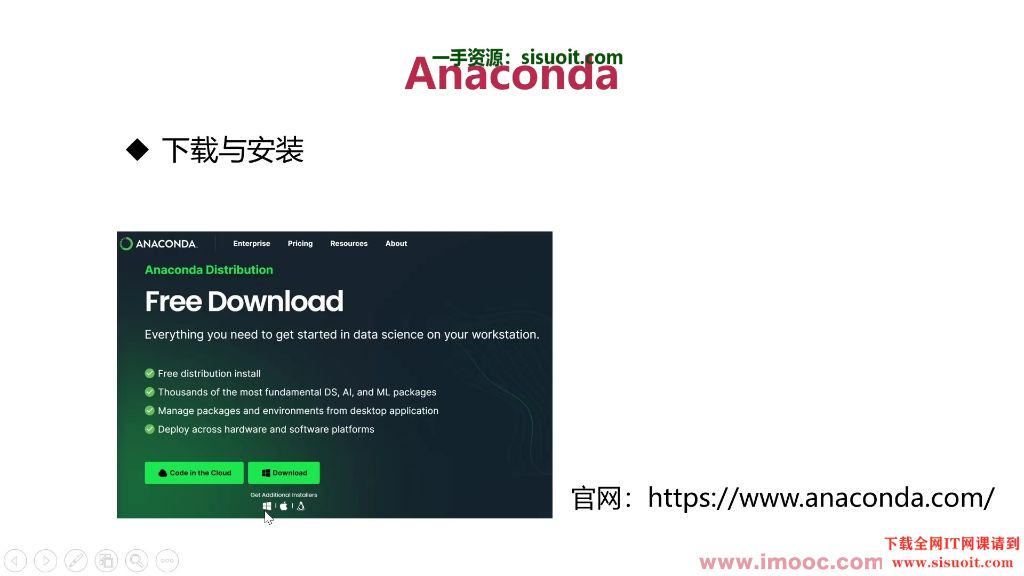 一手资源：sisuoit.com
Anaconda
◆ 下载与安装
ANACONDA. Enterprise Pricing Resources About
Anaconda Distribution
Free Download
Everything you need to get started in data science on your workstation.
Free distribution install
Thousands of the most fundamental DS, AI, and ML packages
Manage packages and environments from desktop application
Deploy across hardware and software platforms
Code in the Cloud Download
Get Additional Installers
官网：https://www.anaconda.com/
下载全网IT网课请到
www.imooc.com www.sisuoit.com